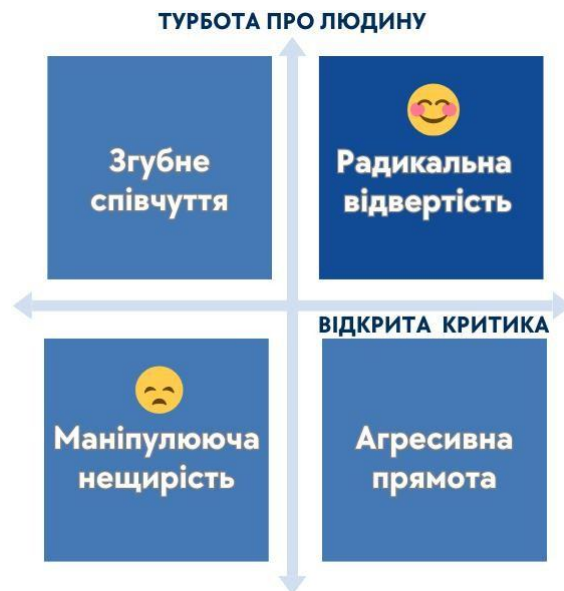 ТУРБОТА ПРО ЛЮДИНУ
Згубне
співчуття
Радикальна
відвертість
ВІДКРИТА КРИТИКА
Маніпулююча
нещирість
Агресивна
прямота